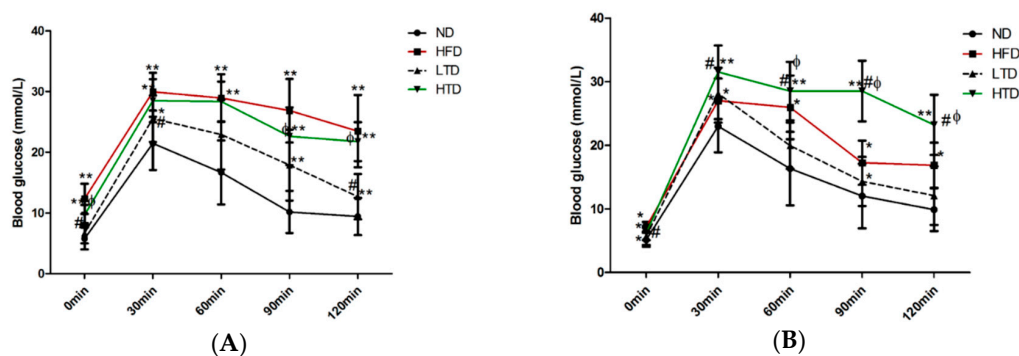 40
30
20
10
0
Blood glucose (mmol/L)
0min
30min
60min
90min
120min
ND
HFD
LTD
HTD
**
**
**
**
**
**
ϕ
#
**
*
#
**
ϕ
**
**
ϕ
**
#
**
(A)
40
30
20
10
0
Blood glucose (mmol/L)
0min
30min
60min
90min
120min
ND
HFD
LTD
HTD
*
*
*
#
#
**
*
*
ϕ
#
**
*
**
#ϕ
*
*
**
#ϕ
*
(B)